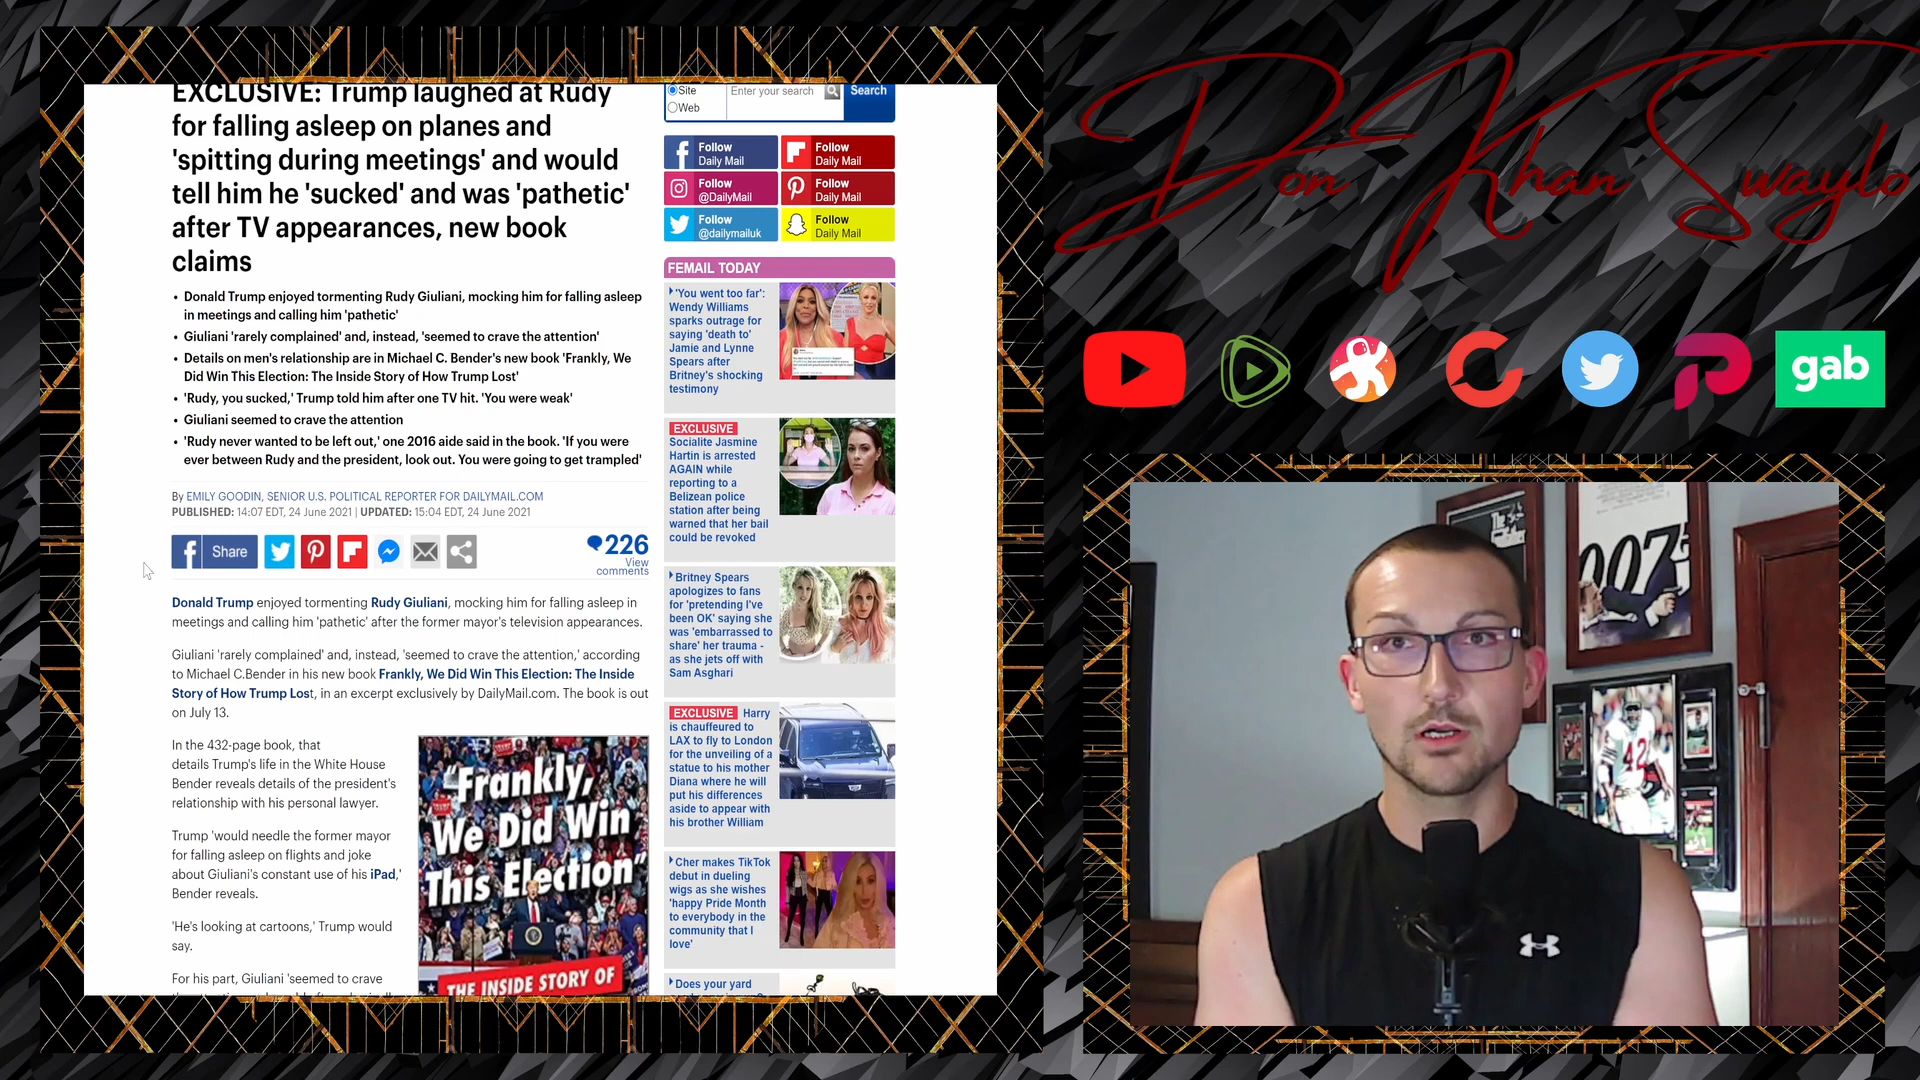 EXCLUSIVE: Trump laughed at Rudy
for falling asleep on planes and
'spitting during meetings' and would
tell him he 'sucked' and was 'pathetic'
after TV appearances, new book
claims
• Donald Trump enjoyed tormenting Rudy Giuliani, mocking him for falling asleep
in meetings and calling him 'pathetic'
• Giuliani 'rarely complained' and, instead, 'seemed to crave the attention'
• Details on men's relationship are in Michael C. Bender's new book 'Frankly, We
Did Win This Election: The Inside Story of How Trump Lost'
• 'Rudy, you sucked,' Trump told him after one TV hit. 'You were weak'
• Giuliani seemed to crave the attention
• 'Rudy never wanted to be left out,' one 2016 aide said in the book. 'If you were
ever between Rudy and the president, look out. You were going to get trampled'
By EMILY GOODIN, SENIOR U.S. POLITICAL REPORTER FOR DAILYMAIL.COM
PUBLISHED: 14:07 EDT, 24 June 2021 | UPDATED: 15:04 EDT, 24 June 2021
Share
226
View
comments
Donald Trump enjoyed tormenting Rudy Giuliani, mocking him for falling asleep in
meetings and calling him 'pathetic' after the former mayor's television appearances.
Giuliani 'rarely complained' and, instead, 'seemed to crave the attention,' according
to Michael C.Bender in his new book Frankly, We Did Win This Election: The Inside
Story of How Trump Lost, in an excerpt exclusively by DailyMail.com. The book is out
on July 13.
In the 432-page book, that
details Trump's life in the White House
Bender reveals details of the president's
relationship with his personal lawyer.
Trump 'would needle the former mayor
for falling asleep on flights and joke
about Giuliani's constant use of his iPad,'
Bender reveals.
'He's looking at cartoons,' Trump would
say.
For his part, Giuliani 'seemed to crave
"Frankly,
We Did Win
This Election"
THE INSIDE STORY OF
Site
Web
Enter your search
Search
Follow
Daily Mail
Follow
Daily Mail
Follow
@DailyMail
Follow
Daily Mail
Follow
@dailymailuk
Follow
Daily Mail
FEMAIL TODAY
'You went too far':
Wendy Williams
sparks outrage for
saying 'death to'
Jamie and Lynne
Spears after
Britney's shocking
testimony
EXCLUSIVE
Socialite Jasmine
Hartin is arrested
AGAIN while
reporting to a
Belizean police
station after being
warned that her bail
could be revoked
Britney Spears
apologizes to fans
for 'pretending I've
been OK' saying she
was 'embarrassed to
share' her trauma -
as she jets off with
Sam Asghari
EXCLUSIVE Harry
is chauffeured to
LAX to fly to London
for the unveiling of a
statue to his mother
Diana where he will
put his differences
aside to appear with
his brother William
Cher makes TikTok
debut in dueling
wigs as she wishes
'happy Pride Month
to everybody in the
community that I
love'
Does your yard
Don Khan Swaylo
gab
The
007
42